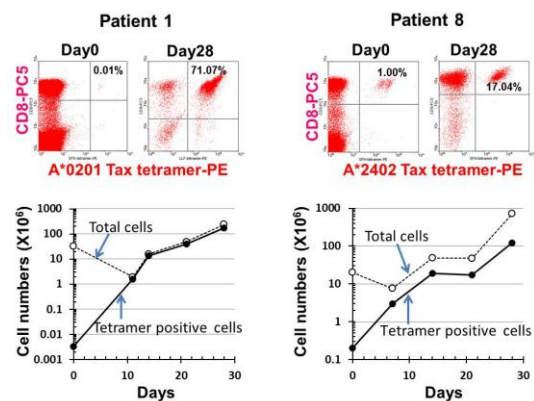 Patient 1
Patient 8
Day0
Day28
Day0
Day28
0.01%
71.07%
1.00%
17.04%
CD8-PC5
CD8-PC5
A*0201 Tax tetramer-PE
A*2402 Tax tetramer-PE
Cell numbers (X10⁶)
1000
100
10
1
0.1
0.01
0.001
Total cells
Tetramer positive cells
0
10
20
30
Days
Cell numbers (X10⁶)
1000
100
10
1
0.1
Total cells
Tetramer positive cells
0
10
20
30
Days